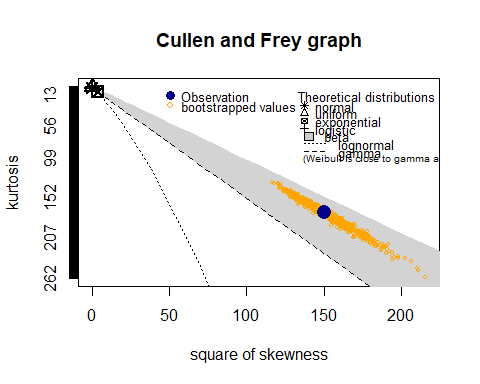 Cullen and Frey graph
kurtosis
13
56
99
152
207
262
Observation
bootstrapped values
Theoretical distributions
normal
uniform
exponential
logistic
beta
lognormal
gamma
(Weibull is close to gamma a
0
50
100
150
200
square of skewness